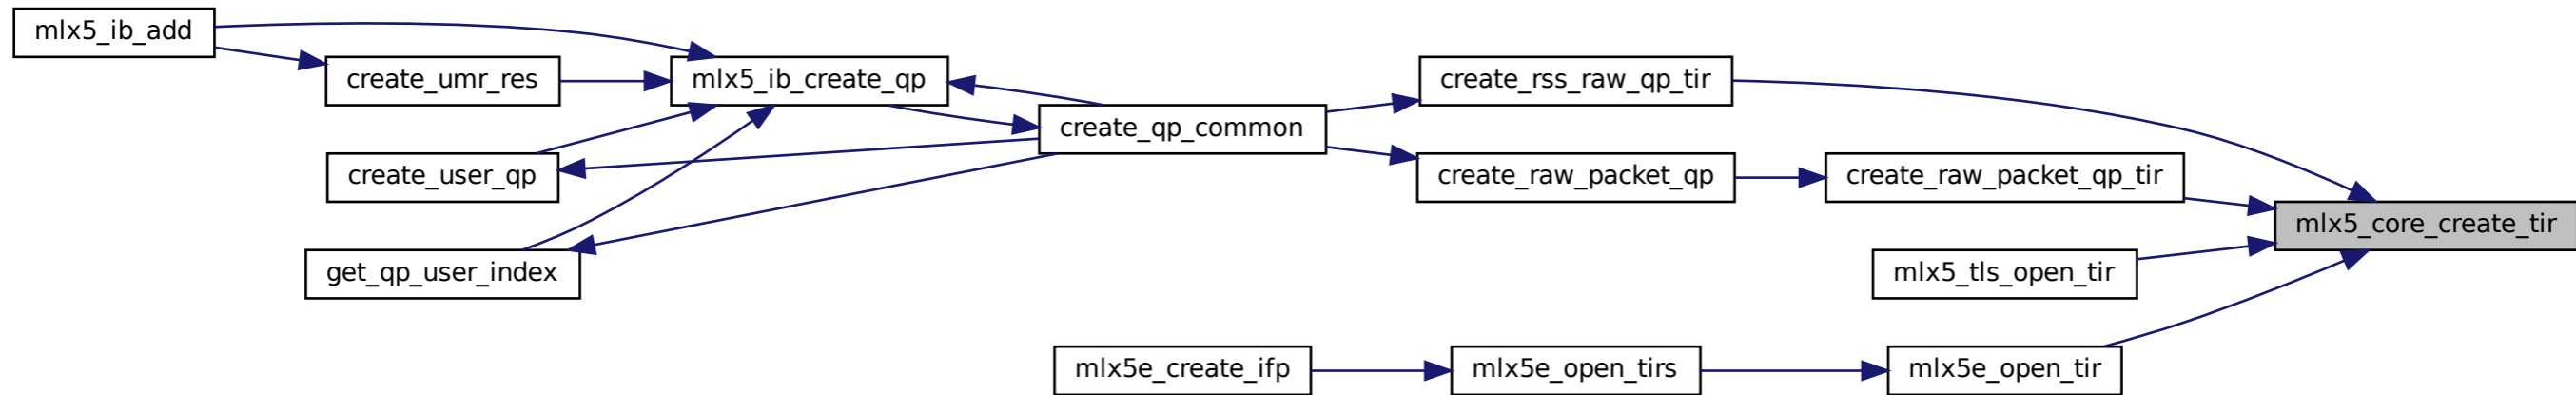 mlx5_ib_add
create_umr_res
mlx5_ib_create_qp
create_user_qp
get_qp_user_index
create_qp_common
create_rss_raw_qp_tir
create_raw_packet_qp
create_raw_packet_qp_tir
mlx5_core_create_tir
mlx5_tls_open_tir
mlx5e_create_ifp
mlx5e_open_tirs
mlx5e_open_tir